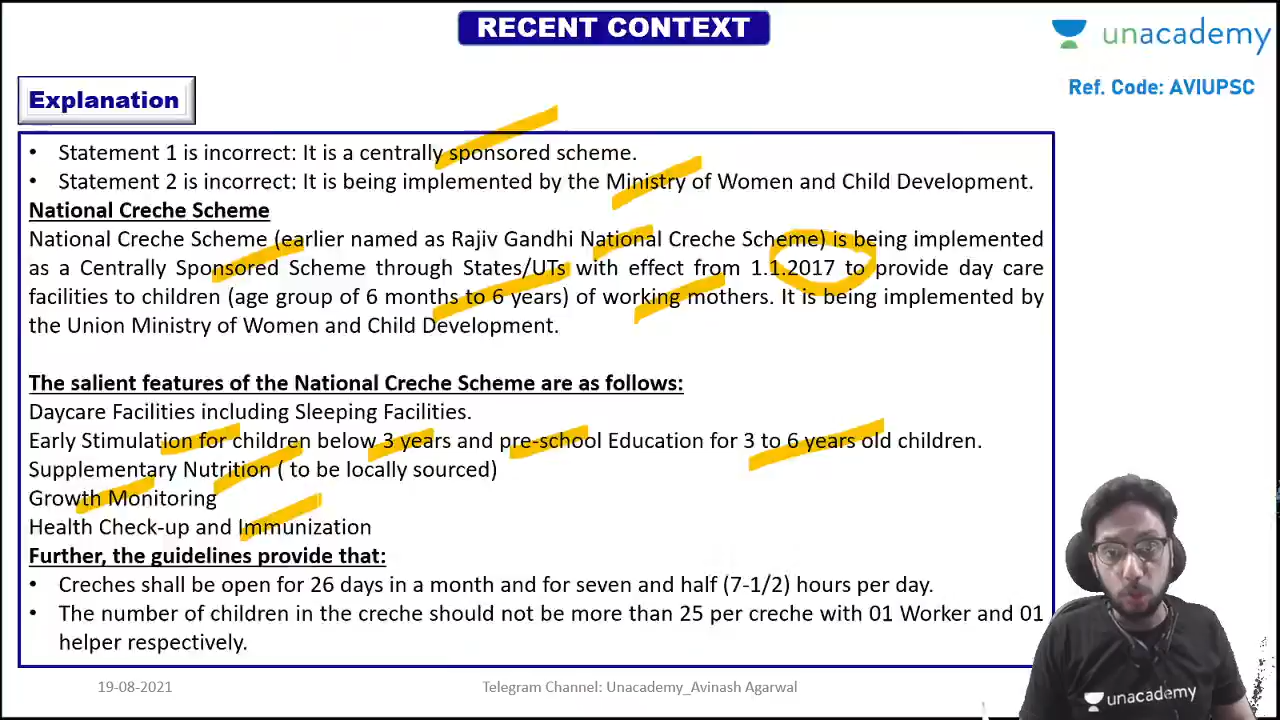 RECENT CONTEXT
unacademy
Ref. Code: AVIUPSC
Explanation
• Statement 1 is incorrect: It is a centrally sponsored scheme.
• Statement 2 is incorrect: It is being implemented by the Ministry of Women and Child Development.
National Creche Scheme
National Creche Scheme (earlier named as Rajiv Gandhi National Creche Scheme) is being implemented
as a Centrally Sponsored Scheme through States/UTs with effect from 1.1.2017 to provide day care
facilities to children (age group of 6 months to 6 years) of working mothers. It is being implemented by
the Union Ministry of Women and Child Development.
The salient features of the National Creche Scheme are as follows:
Daycare Facilities including Sleeping Facilities.
Early Stimulation for children below 3 years and pre-school Education for 3 to 6 years old children.
Supplementary Nutrition ( to be locally sourced)
Growth Monitoring
Health Check-up and Immunization
Further, the guidelines provide that:
• Creches shall be open for 26 days in a month and for seven and half (7-1/2) hours per day.
• The number of children in the creche should not be more than 25 per creche with 01 Worker and 01
helper respectively.
19-08-2021
Telegram Channel: Unacademy_Avinash Agarwal
unacademy